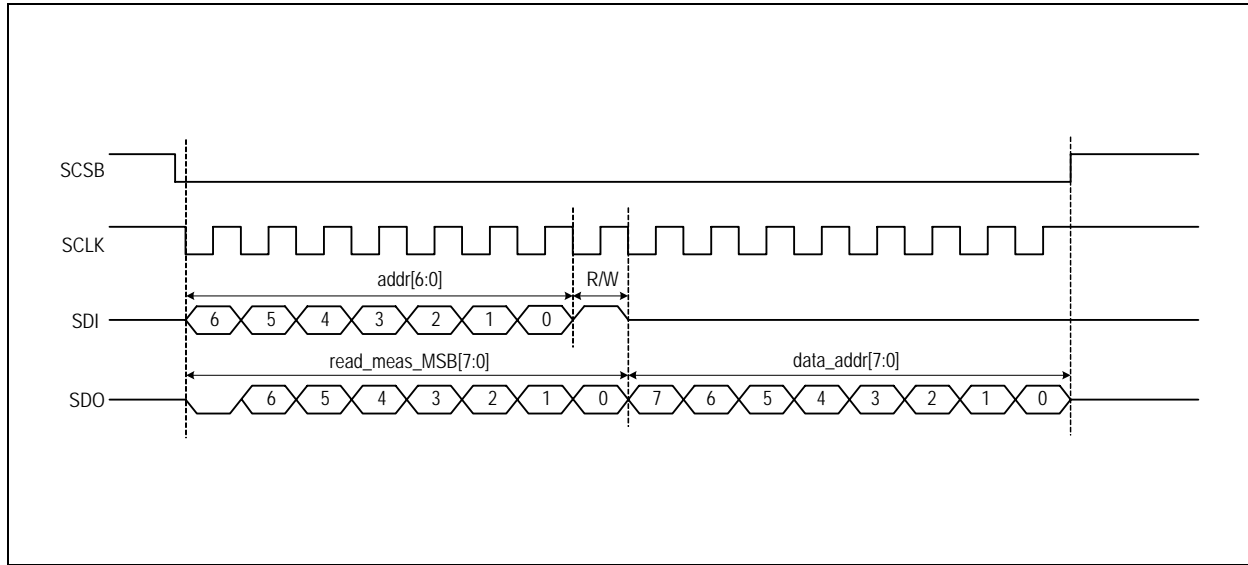 SCSB
SCLK
addr[6:0] R/W
SDI 6 5 4 3 2 1 0
read_meas_MSB[7:0] data_addr[7:0]
SDO 6 5 4 3 2 1 0 7 6 5 4 3 2 1 0